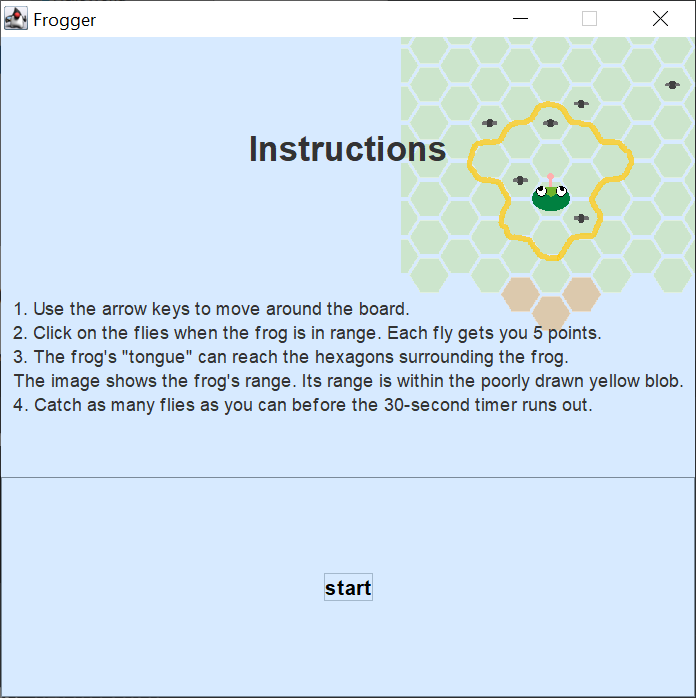 Frogger
Instructions
1. Use the arrow keys to move around the board.
2. Click on the flies when the frog is in range. Each fly gets you 5 points.
3. The frog's "tongue" can reach the hexagons surrounding the frog.
The image shows the frog's range. Its range is within the poorly drawn yellow blob.
4. Catch as many flies as you can before the 30-second timer runs out.
start